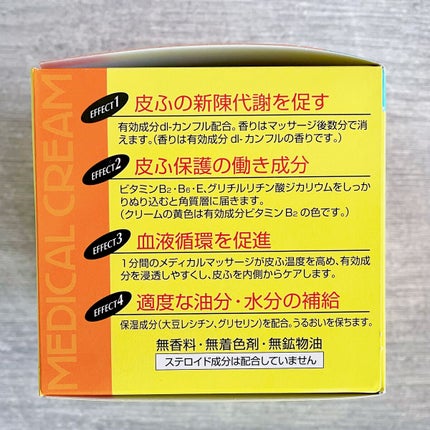 MEDICAL CREAM
EFFECT1 皮ふの新陳代謝を促す
有効成分dl-カンフル配合。香りはマッサージ後数分で消
えます。(香りは有効成分 dl-カンフルの香りです。)
EFFECT2 皮ふ保護の働き成分
ビタミンB2・B6・E、グリチルリチン酸ジカリウムをしっか
りぬり込むと角質層に届きます。
(クリームの黄色は有効成分ビタミンB2の色です。)
EFFECT3 血液循環を促進
1分間のメディカルマッサージが皮ふ温度を高め、有効成
分を浸透しやすくし、皮ふを内側からケアします。
EFFECT4 適度な油分・水分の補給
保湿成分(大豆レシチン、グリセリン)を配合。うるおいを保ちます。
無香料・無着色剤・無鉱物油
ステロイド成分は配合していません